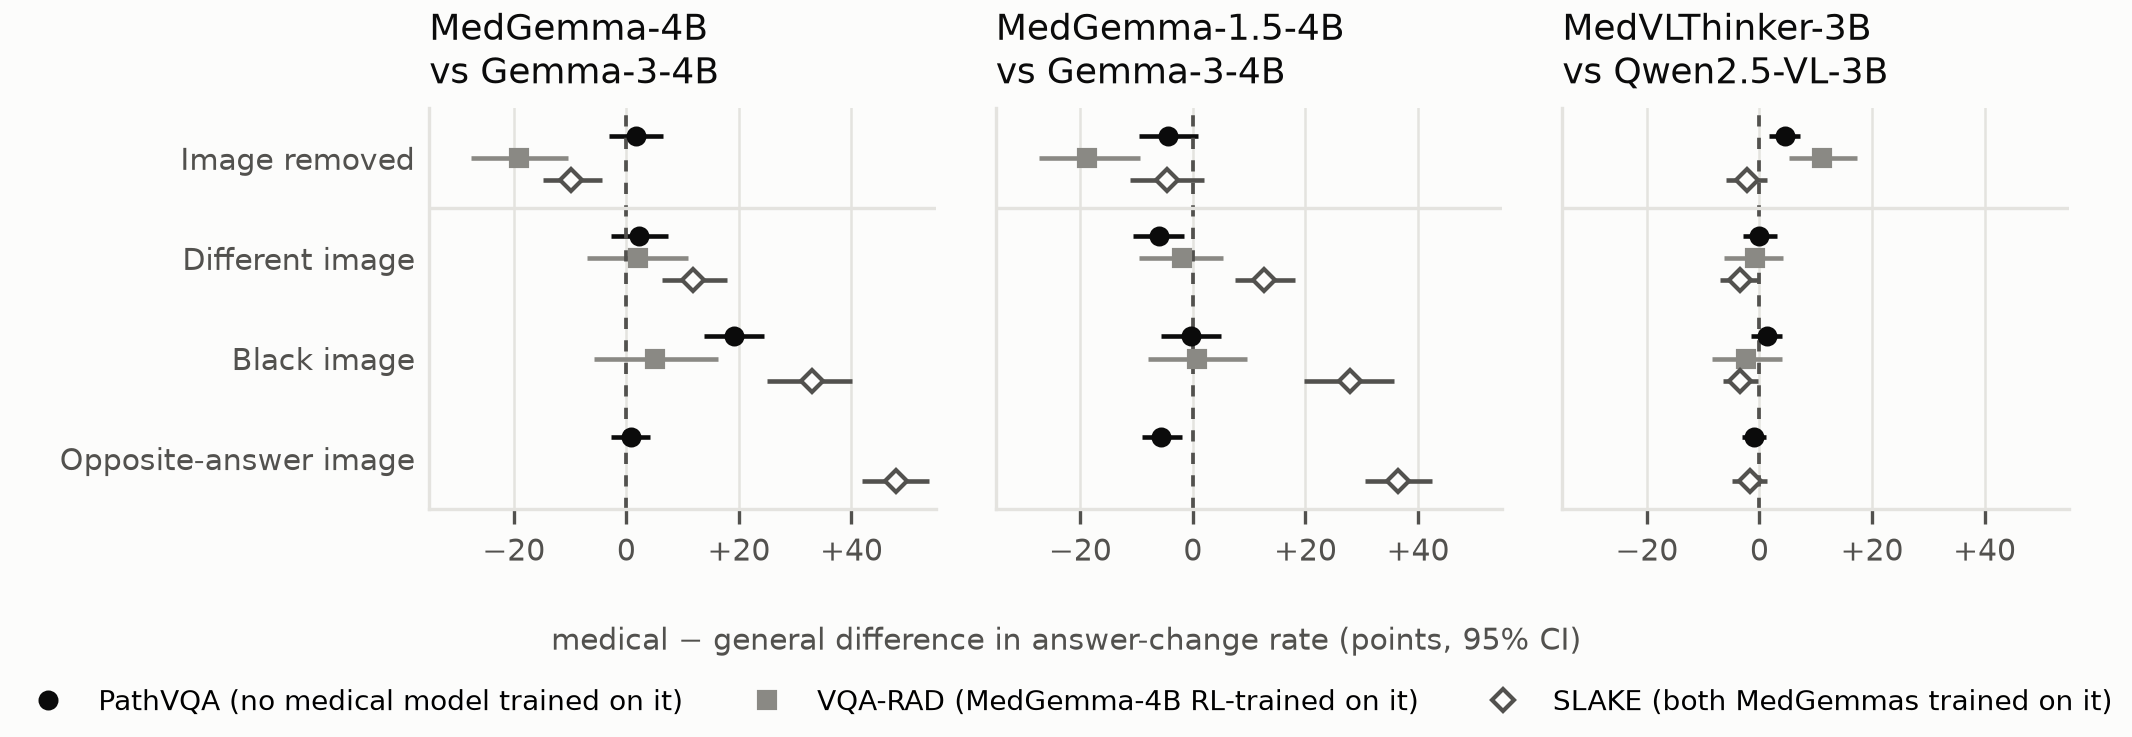 MedGemma-4B
vs Gemma-3-4B
MedGemma-1.5-4B
vs Gemma-3-4B
MedVLThinker-3B
vs Qwen2.5-VL-3B
Image removed
Different image
Black image
Opposite-answer image
−20 0 +20 +40
−20 0 +20 +40
−20 0 +20 +40
medical − general difference in answer-change rate (points, 95% CI)
PathVQA (no medical model trained on it)
VQA-RAD (MedGemma-4B RL-trained on it)
SLAKE (both MedGemmas trained on it)